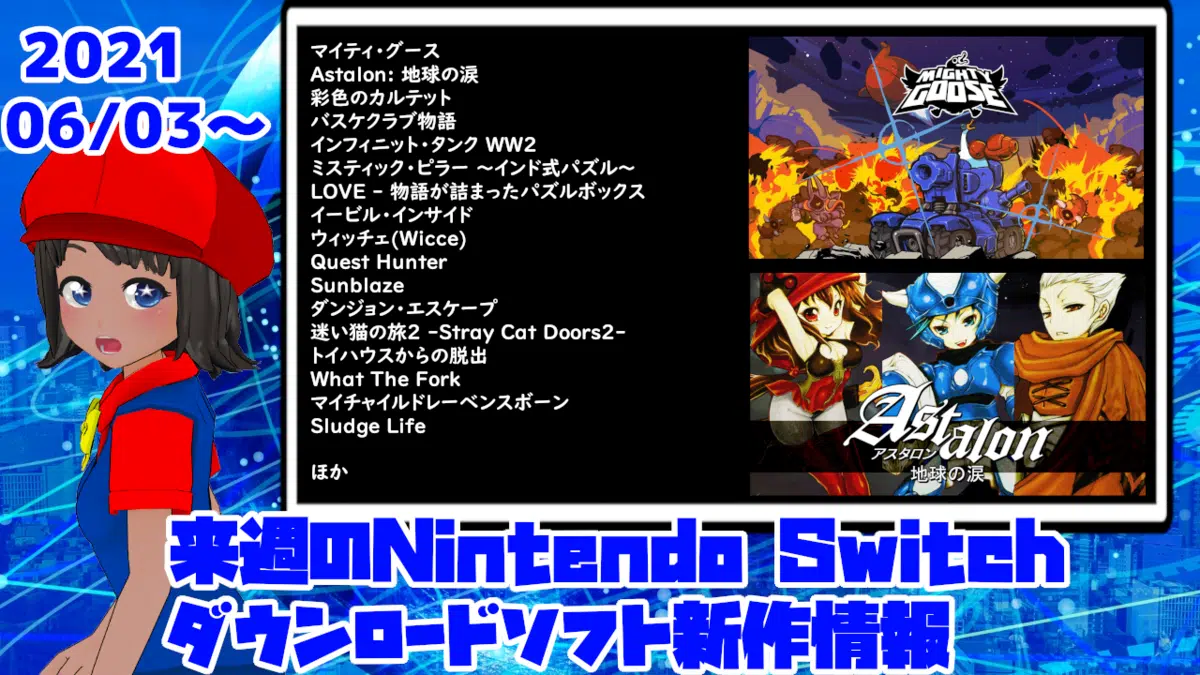 2021
06/03～
マイティ・グース
Astalon: 地球の涙
彩色のカルテット
バスケクラブ物語
インフィニット・タンク WW2
ミスティック・ピラー ～インド式パズル～
LOVE - 物語が詰まったパズルボックス
イービル・インサイド
ウィッチェ(Wicce)
Quest Hunter
Sunblaze
ダンジョン・エスケープ
迷い猫の旅2 -Stray Cat Doors2-
トイハウスからの脱出
What The Fork
マイチャイルドレーベンスボーン
Sludge Life
ほか
MIGHTY
GOOSE
Astalon
アスタロン
地球の涙
来週のNintendo Switch
ダウンロードソフト新作情報